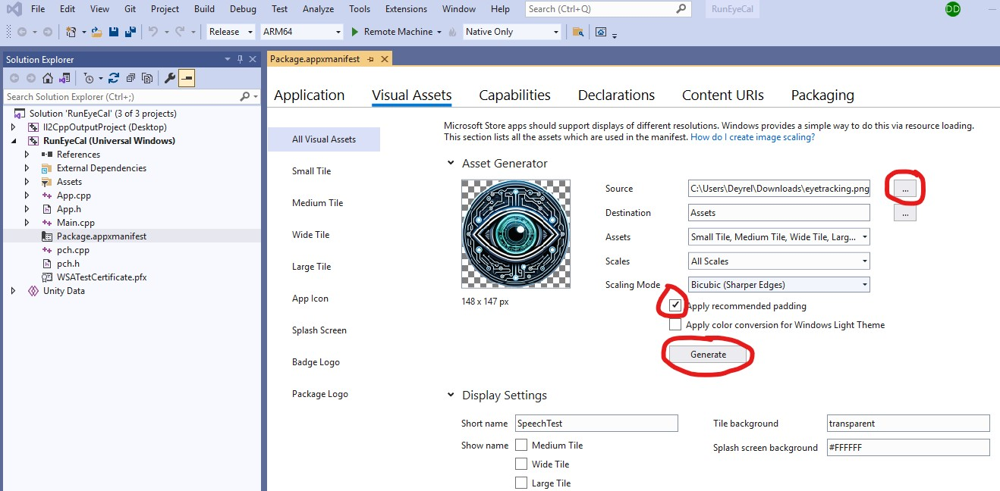 File Edit View Git Project Build Debug Test Analyze Tools Extensions Window Help Search (Ctrl+Q) RunEyeCal DD
Release ARM64 Remote Machine Native Only
Solution Explorer
Search Solution Explorer (Ctrl+;)
Solution 'RunEyeCal' (3 of 3 projects)
Il2CppOutputProject (Desktop)
RunEyeCal (Universal Windows)
References
External Dependencies
Assets
App.cpp
App.h
Main.cpp
Package.appxmanifest
pch.cpp
pch.h
WSATestCertificate.pfx
Unity Data
Package.appxmanifest
Application Visual Assets Capabilities Declarations Content URIs Packaging
All Visual Assets
Small Tile
Medium Tile
Wide Tile
Large Tile
App Icon
Splash Screen
Badge Logo
Package Logo
Microsoft Store apps should support displays of different resolutions. Windows provides a simple way to do this via resource loading.
This section lists all the assets which are used in the manifest. How do I create image scaling?
Asset Generator
148 x 147 px
Source C:\Users\Deyrel\Downloads\eyetracking.png ...
Destination Assets ...
Assets Small Tile, Medium Tile, Wide Tile, Larg...
Scales All Scales
Scaling Mode Bicubic (Sharper Edges)
Apply recommended padding
Apply color conversion for Windows Light Theme
Generate
Display Settings
Short name SpeechTest Tile background transparent
Show name Medium Tile Splash screen background #FFFFFF
Wide Tile
Large Tile